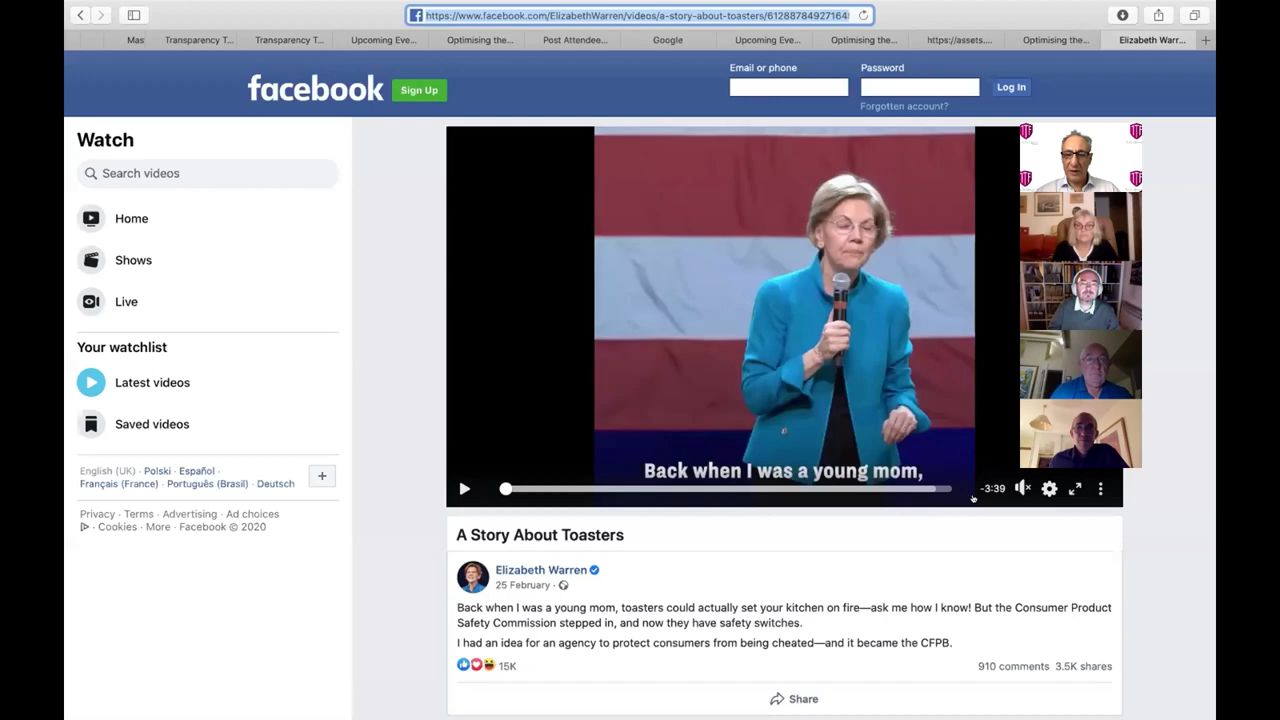 https://www.facebook.com/ElizabethWarren/videos/a-story-about-toasters/6128878492716
Mas
Transparency T...
Transparency T...
Upcoming Eve...
Optimising the...
Post Attendee...
Google
Upcoming Eve...
Optimising the...
https://assets....
Optimising the...
Elizabeth Warr...
facebook
Sign Up
Email or phone
Password
Log In
Forgotten account?
Watch
Search videos
Home
Shows
Live
Your watchlist
Latest videos
Saved videos
English (UK) · Polski · Español ·
Français (France) · Português (Brasil) · Deutsch
Privacy · Terms · Advertising · Ad choices
· Cookies · More · Facebook © 2020
Back when I was a young mom,
-3:39
A Story About Toasters
Elizabeth Warren
25 February ·
Back when I was a young mom, toasters could actually set your kitchen on fire—ask me how I know! But the Consumer Product
Safety Commission stepped in, and now they have safety switches.
I had an idea for an agency to protect consumers from being cheated—and it became the CFPB.
15K
910 comments 3.5K shares
Share